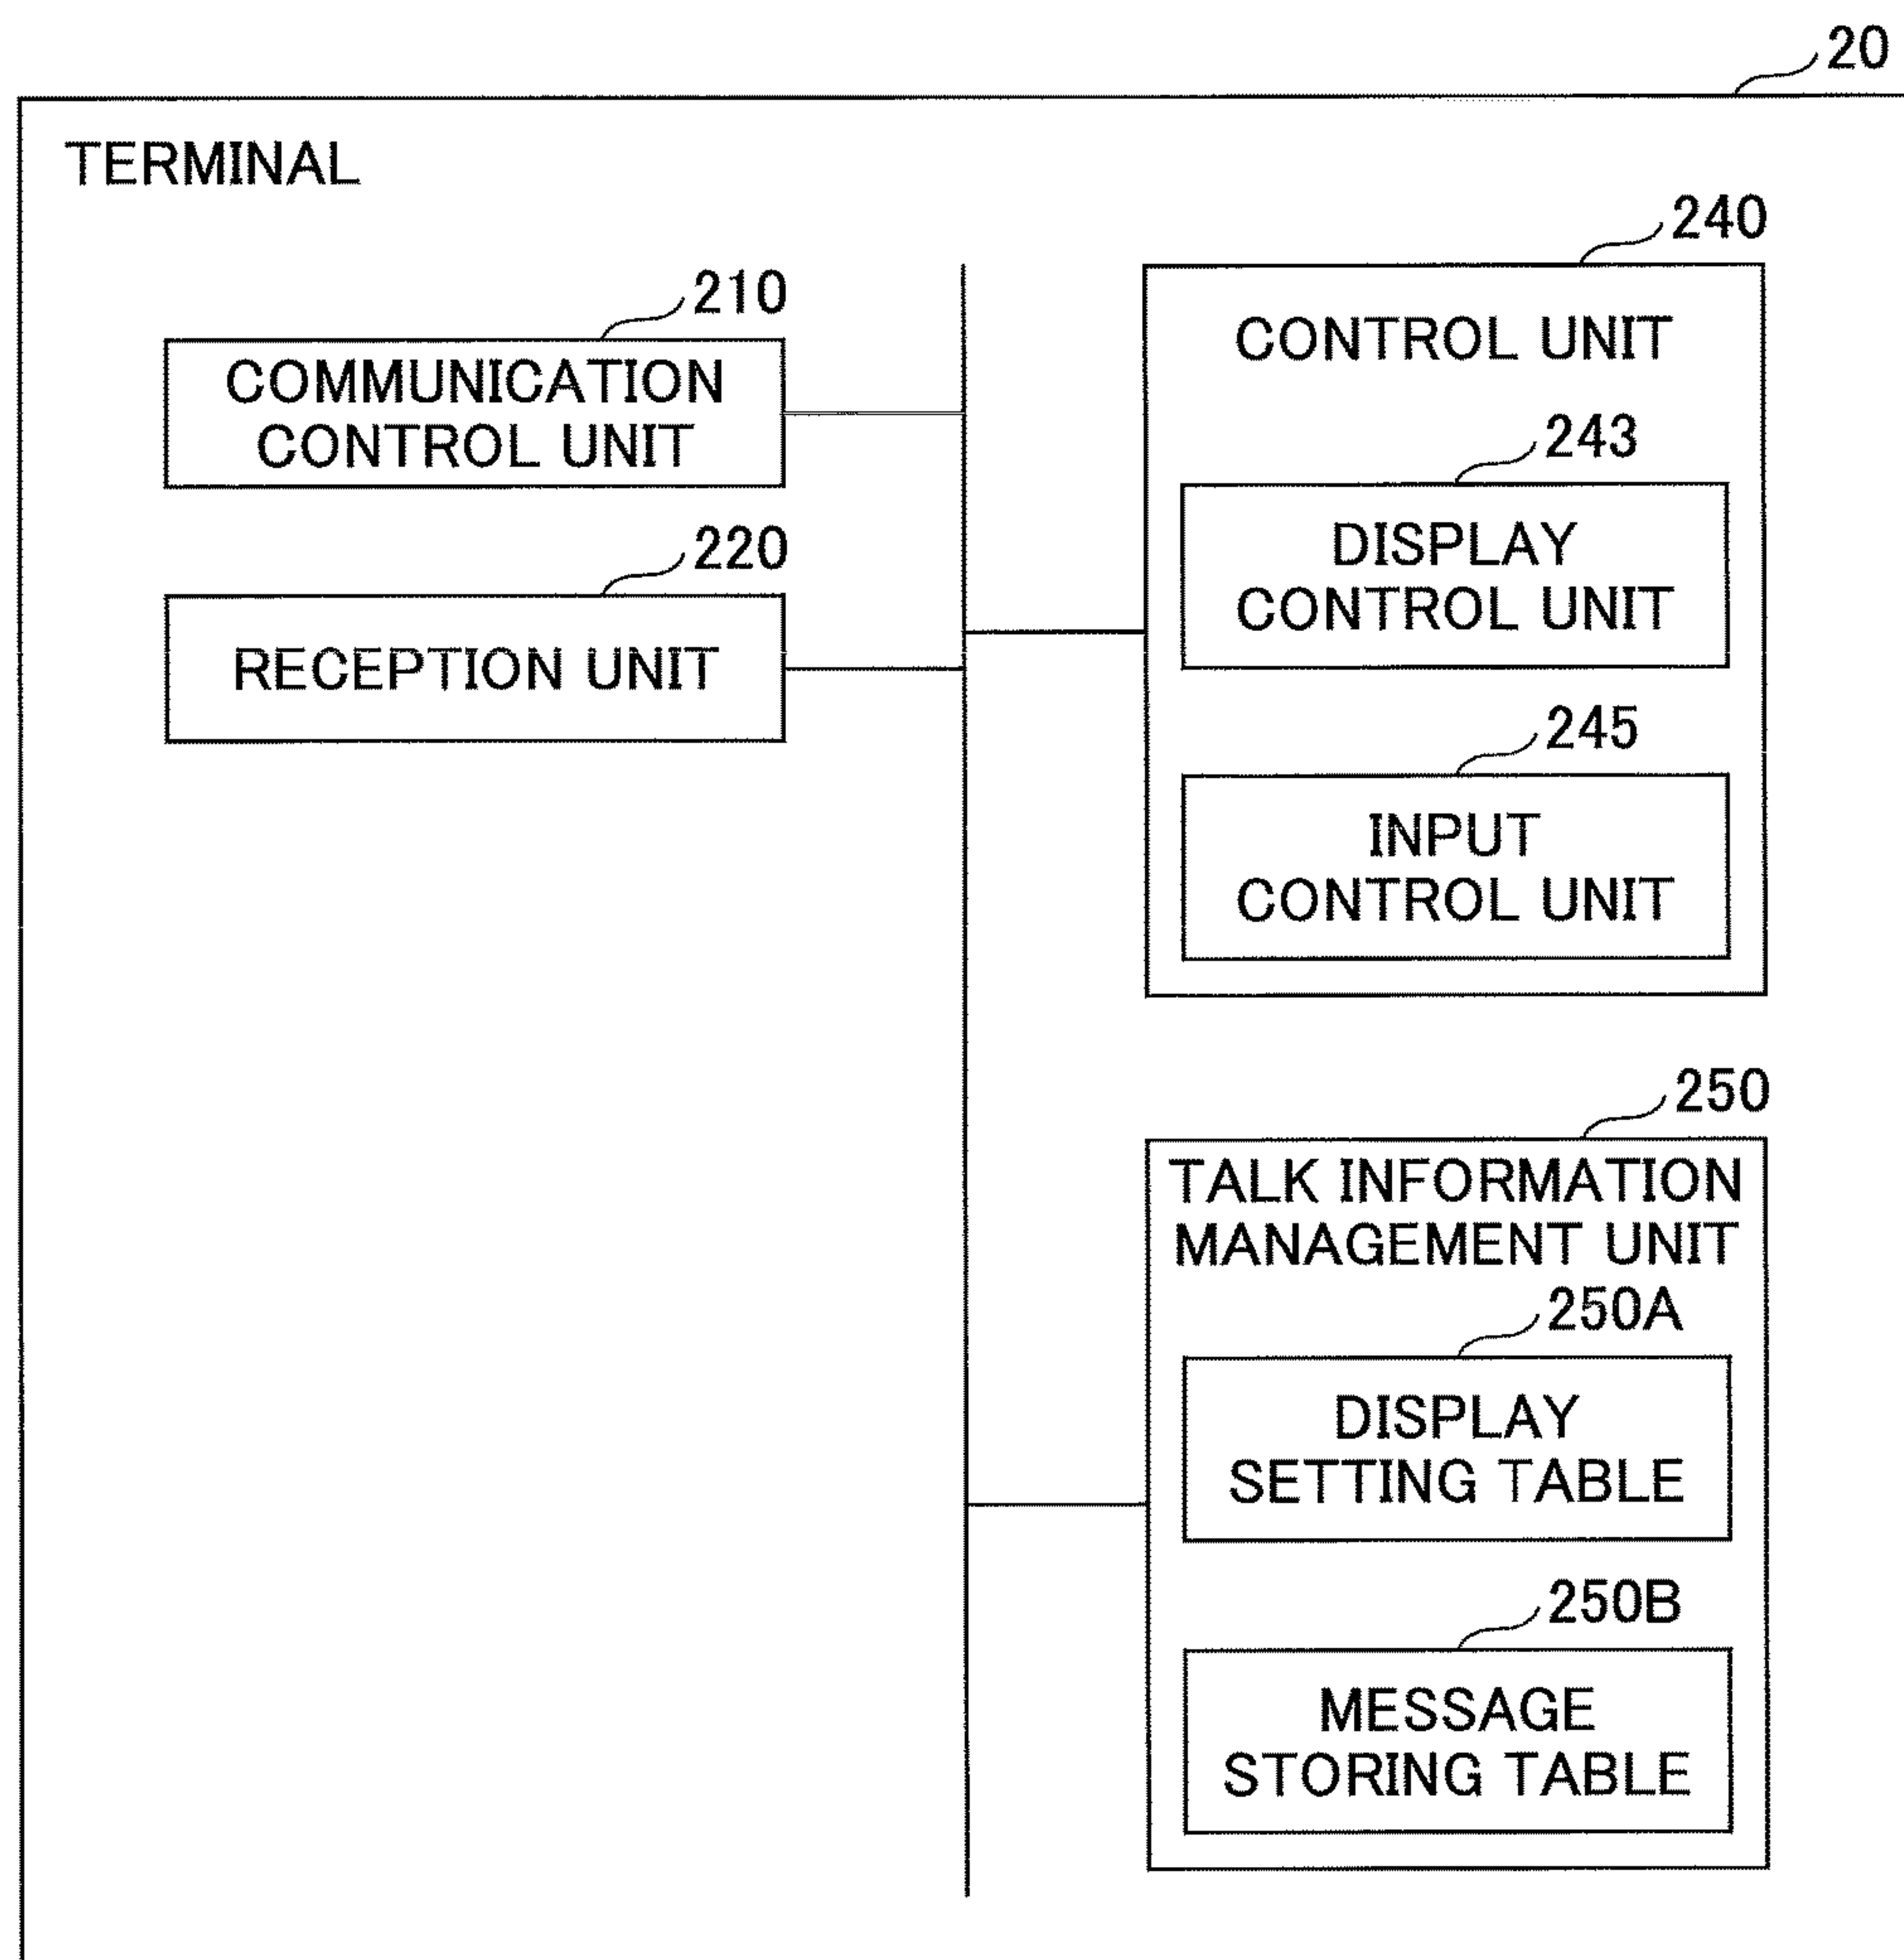 20
TERMINAL
210
COMMUNICATION
CONTROL UNIT
220
RECEPTION UNIT
240
CONTROL UNIT
243
DISPLAY
CONTROL UNIT
245
INPUT
CONTROL UNIT
250
TALK INFORMATION
MANAGEMENT UNIT
250A
DISPLAY
SETTING TABLE
250B
MESSAGE
STORING TABLE